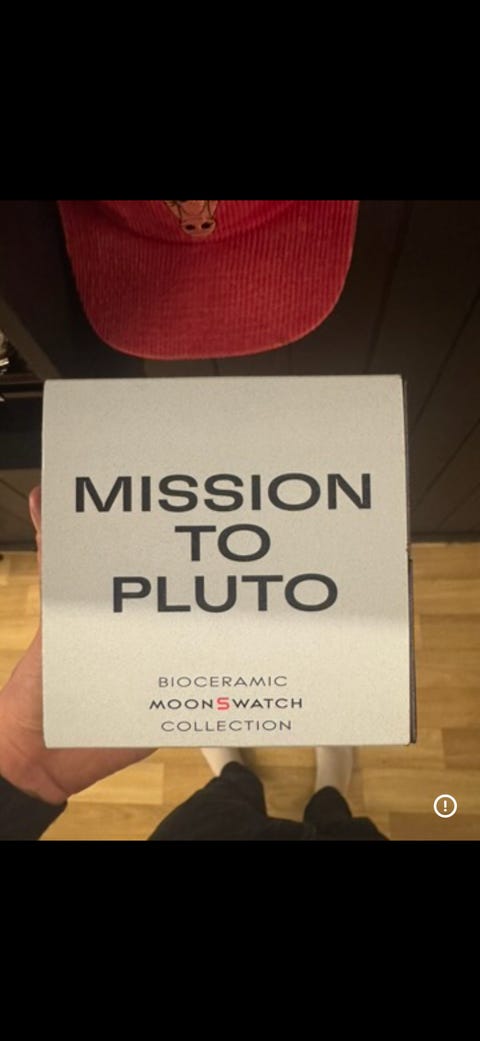 MISSION
TO
PLUTO
BIOCERAMIC
MOONSWATCH
COLLECTION